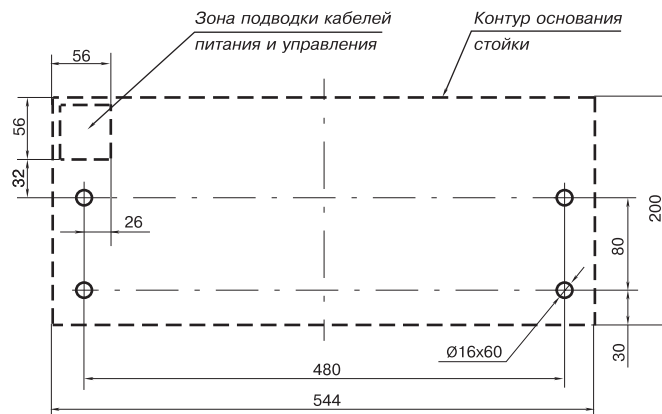 Зона подводки кабелей
питания и управления
Контур основания
стойки
56
56
32
26
200
80
Ø16x60
30
480
544